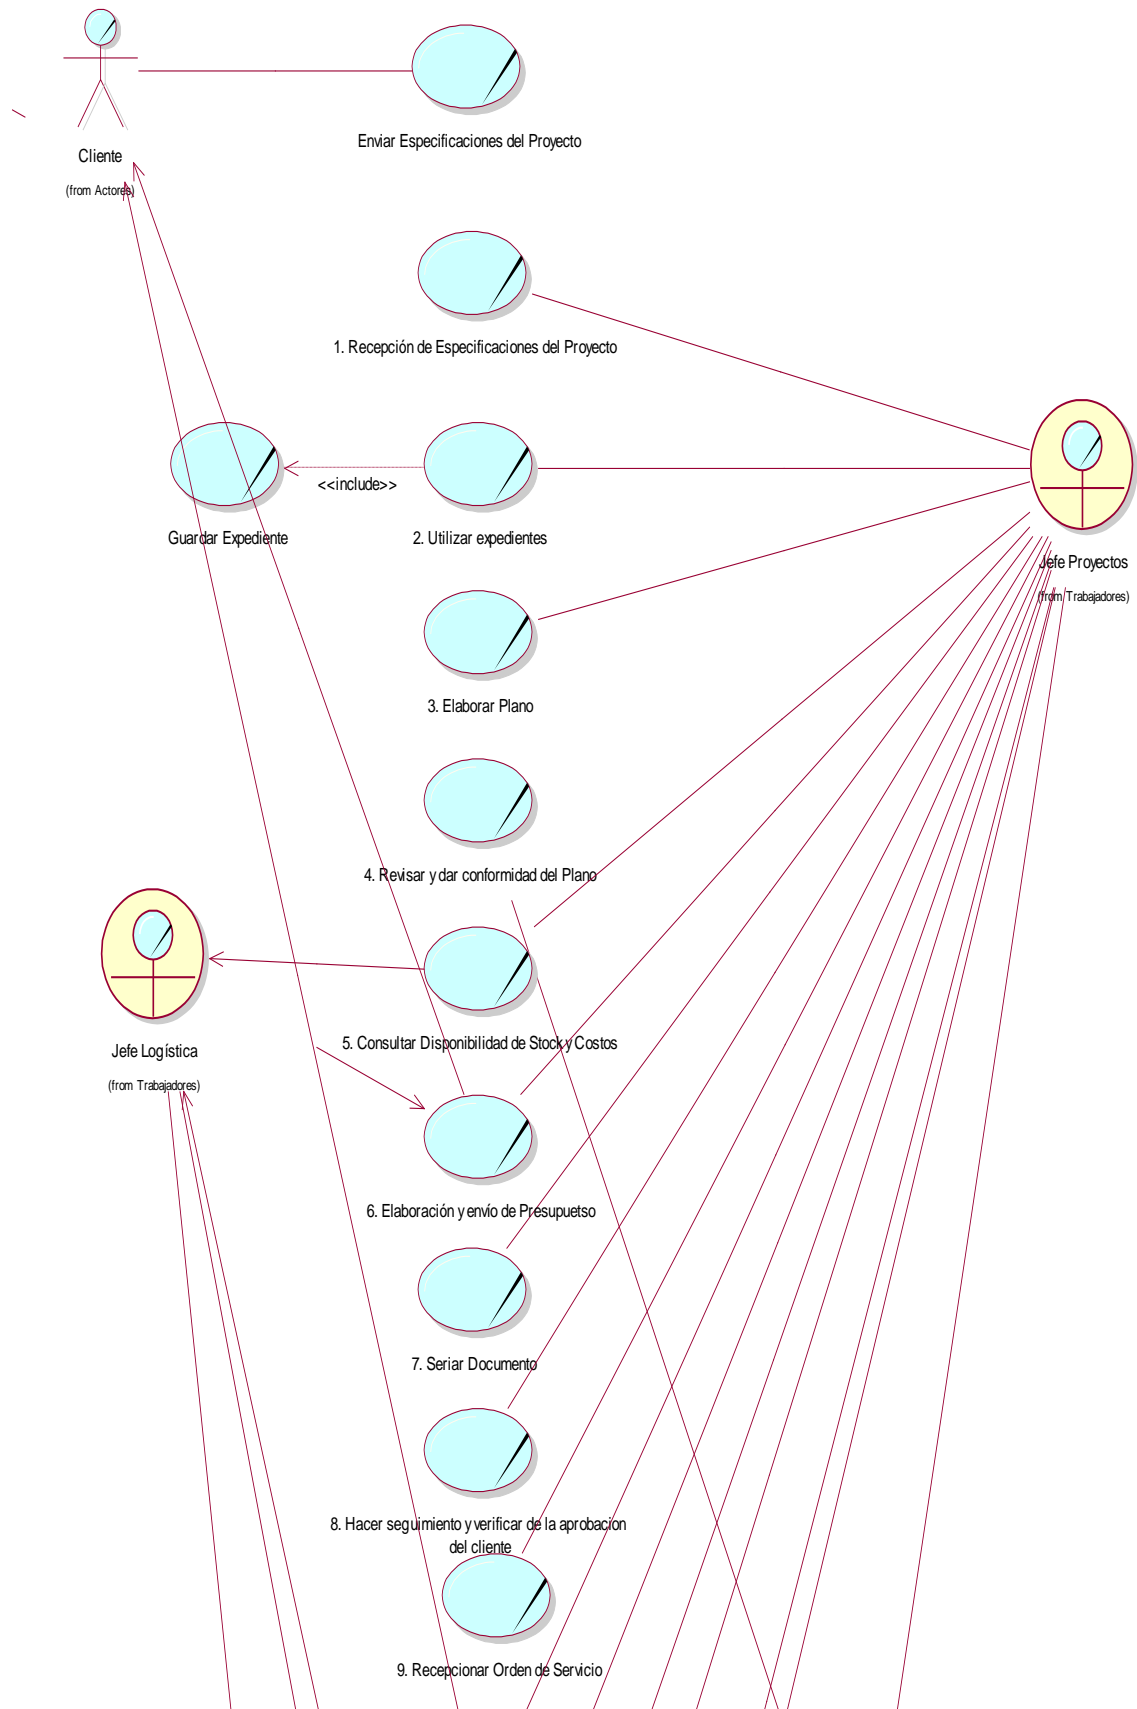 Cliente
(from Actores)
Enviar Especificaciones del Proyecto
1. Recepción de Especificaciones del Proyecto
Guardar Expediente
<<include>>
2. Utilizar expedientes
Jefe Proyectos
(from Trabajadores)
3. Elaborar Plano
4. Revisar y dar conformidad del Plano
Jefe Logística
(from Trabajadores)
5. Consultar Disponibilidad de Stock y Costos
6. Elaboración y envío de Presupuetso
7. Seriar Documento
8. Hacer seguimiento y verificar de la aprobacion
del cliente
9. Recepcionar Orden de Servicio